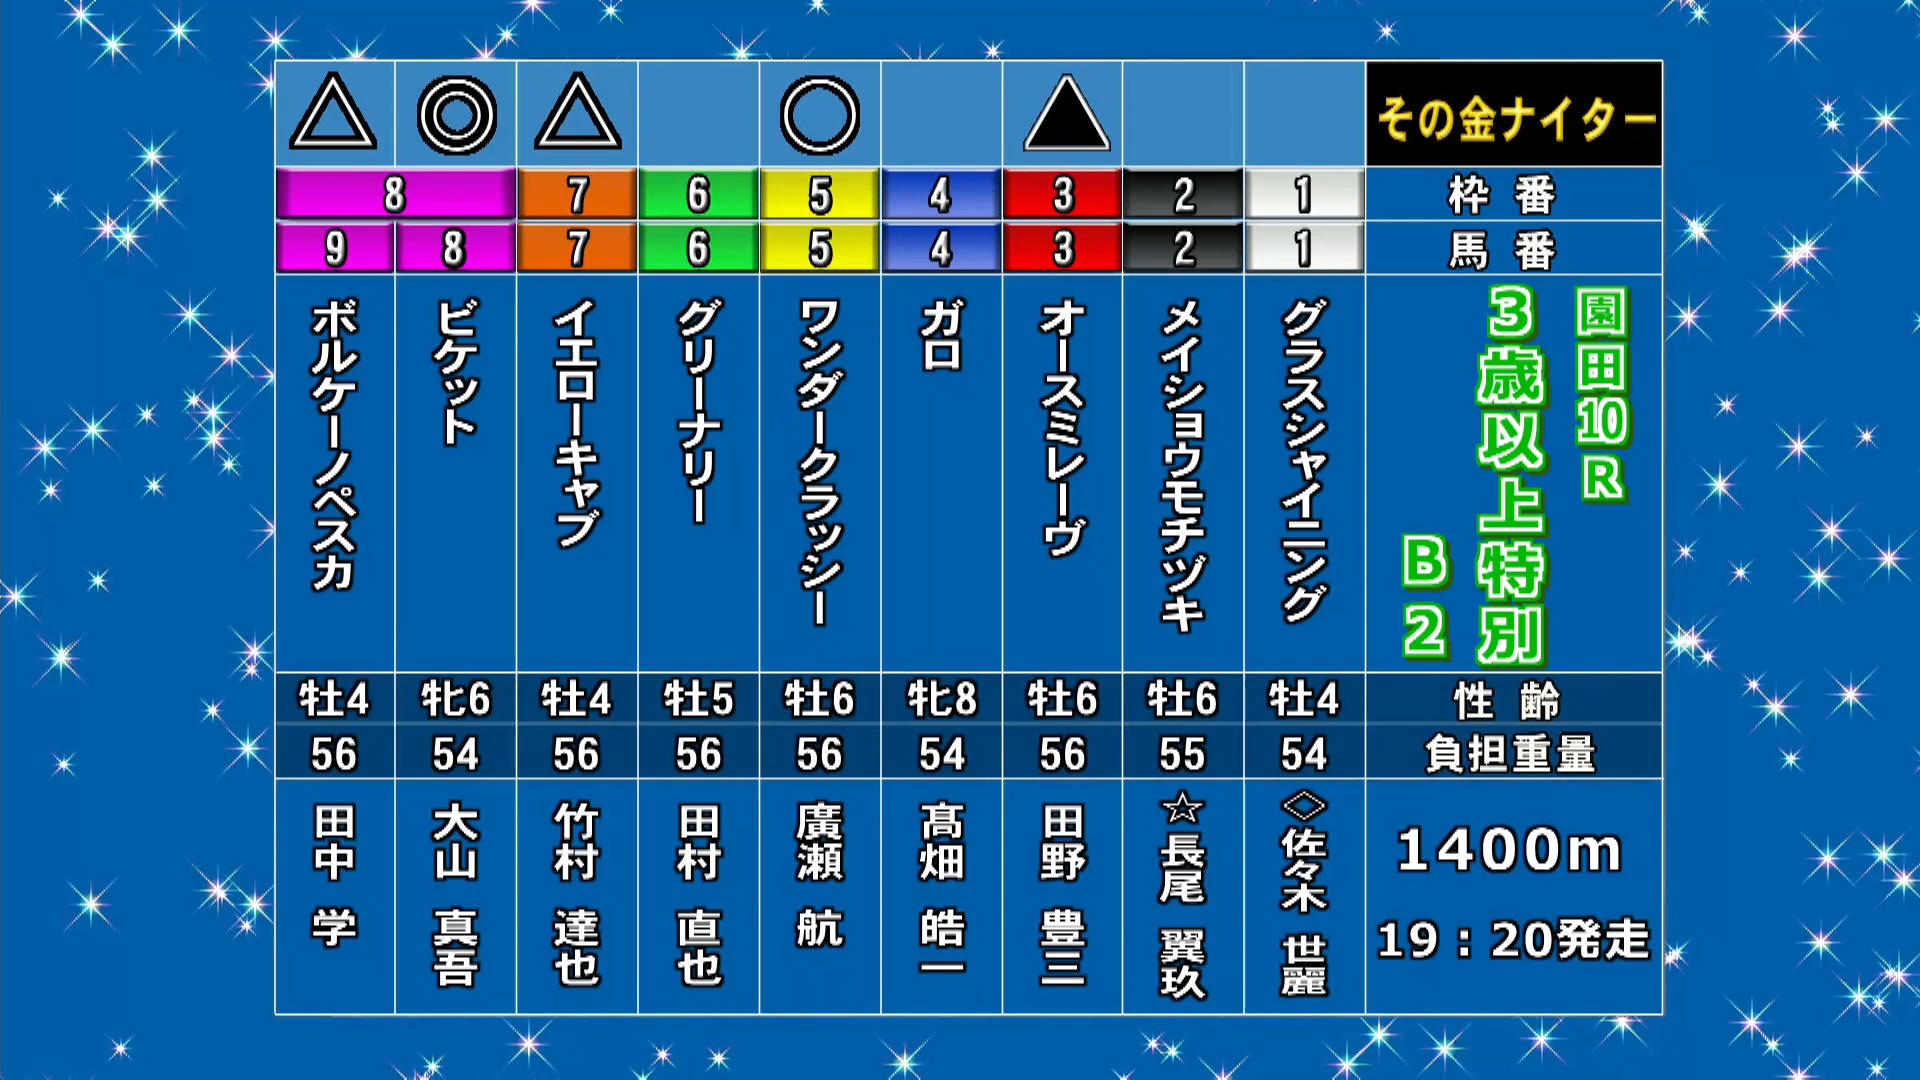 その金ナイター
△ ◎ △ ○ ▲
8 7 6 5 4 3 2 1 枠番
9 8 7 6 5 4 3 2 1 馬番
園田10R
3歳以上特別
B2
グラスシャイニング
メイショウモチヅキ
オースミレーヴ
ガロ
ワンダークラッシー
グリーナリー
イエローキャブ
ビケット
ボルケーノペスカ
牡4 牝6 牡4 牡5 牡6 牝8 牡6 牡6 牡4 性齢
56 54 56 56 56 54 56 55 54 負担重量
1400m
19:20発走
◇佐々木 世麗
☆長尾 翼玖
田野 豊三
髙畑 皓一
廣瀬 航
田村 直也
竹村 達也
大山 真吾
田中 学